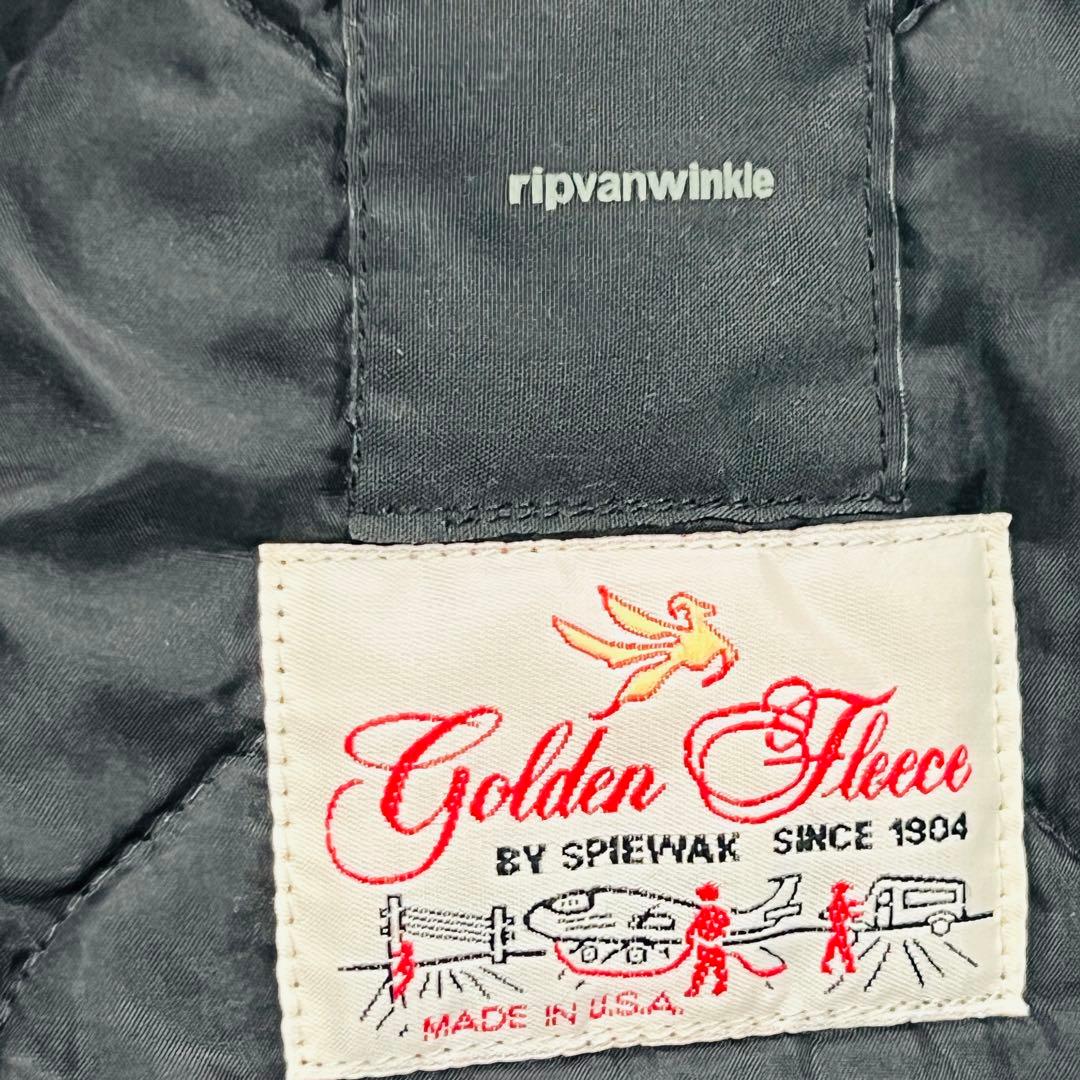 ripvanwinkle
Golden Fleece
BY SPIEWAK SINCE 1904
MADE IN U.S.A.